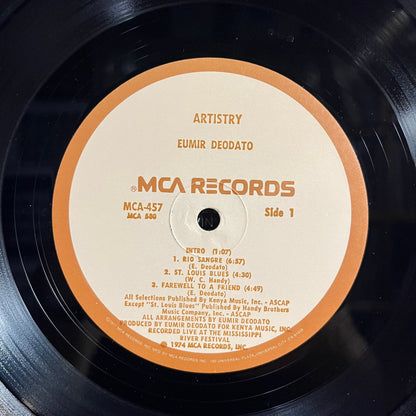 ARTISTRY
EUMIR DEODATO
® MCA RECORDS
MCA-457
MCA 600
Side 1
INTRO (1:07)
1. RIO SANGRE (6:57)
(E. Deodato)
2. ST. LOUIS BLUES (4:30)
(W. C. Handy)
3. FAREWELL TO A FRIEND (4:49)
(E. Deodato)
All Selections Published By Kenya Music, Inc. - ASCAP
Except "St. Louis Blues" Published By Handy Brothers
Music Company, Inc. - ASCAP
ALL ARRANGEMENTS BY EUMIR DEODATO
PRODUCED BY EUMIR DEODATO FOR KENYA MUSIC, INC.
RECORDED LIVE AT THE MISSISSIPPI
RIVER FESTIVAL
℗ 1974 MCA RECORDS, INC.